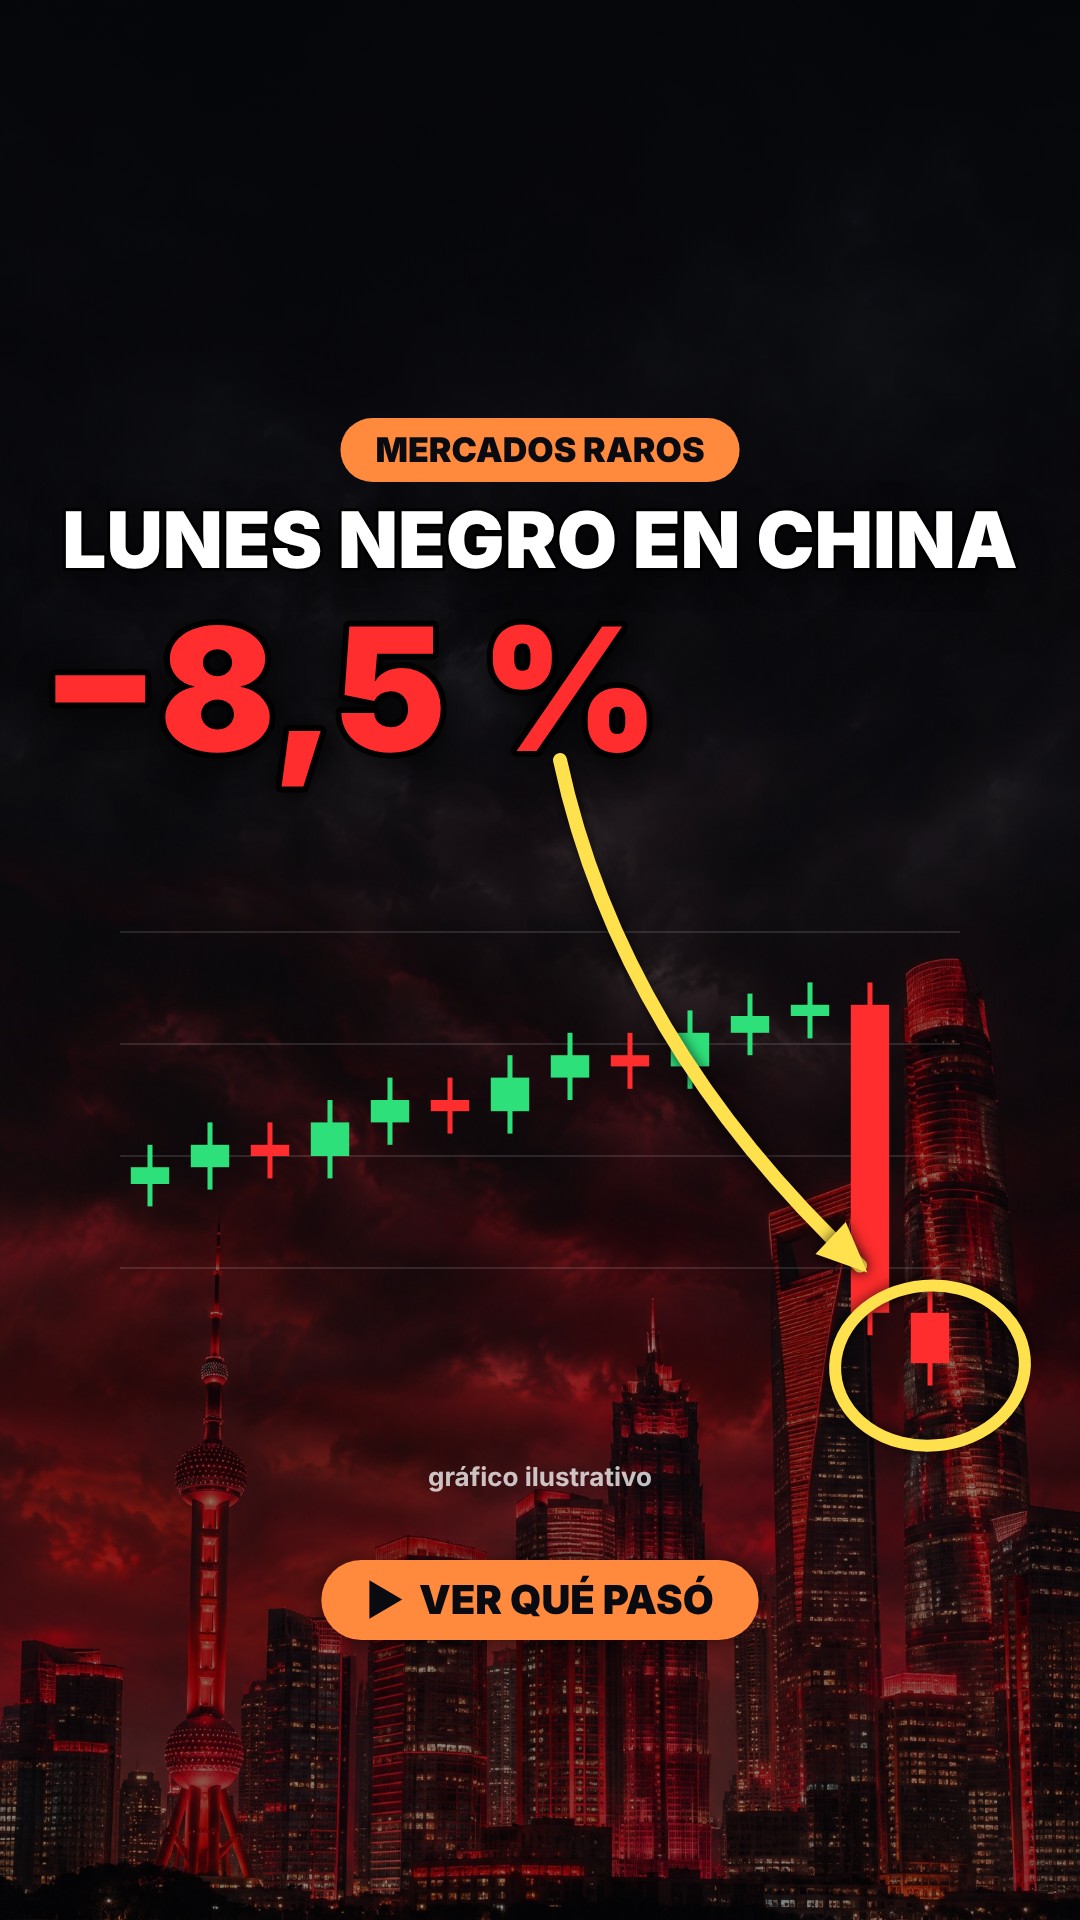 MERCADOS RAROS
LUNES NEGRO EN CHINA
−8,5 %
gráfico ilustrativo
▶ VER QUÉ PASÓ